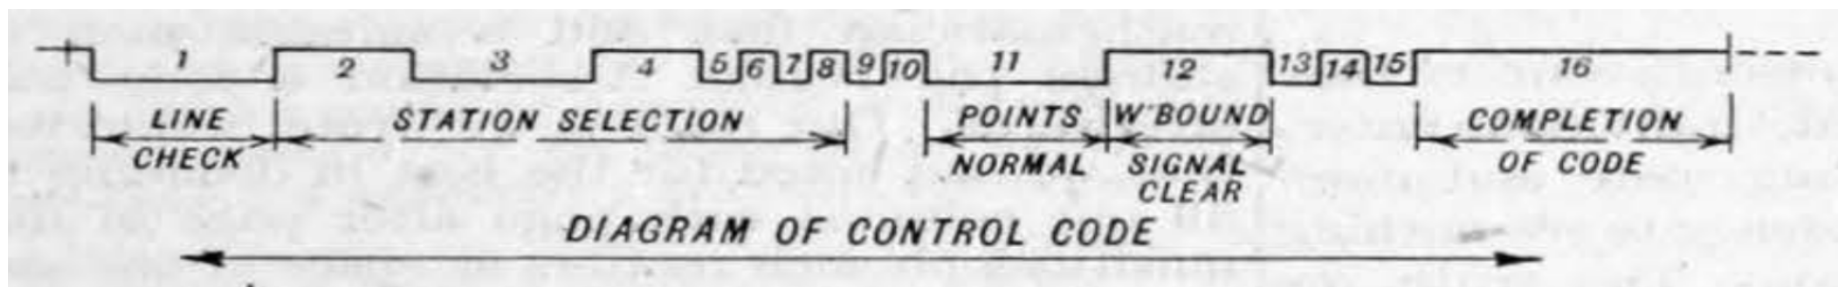 1 2 3 4 5 6 7 8 9 10 11 12 13 14 15 16
LINE CHECK
STATION SELECTION
POINTS NORMAL
W'BOUND SIGNAL CLEAR
COMPLETION OF CODE
DIAGRAM OF CONTROL CODE